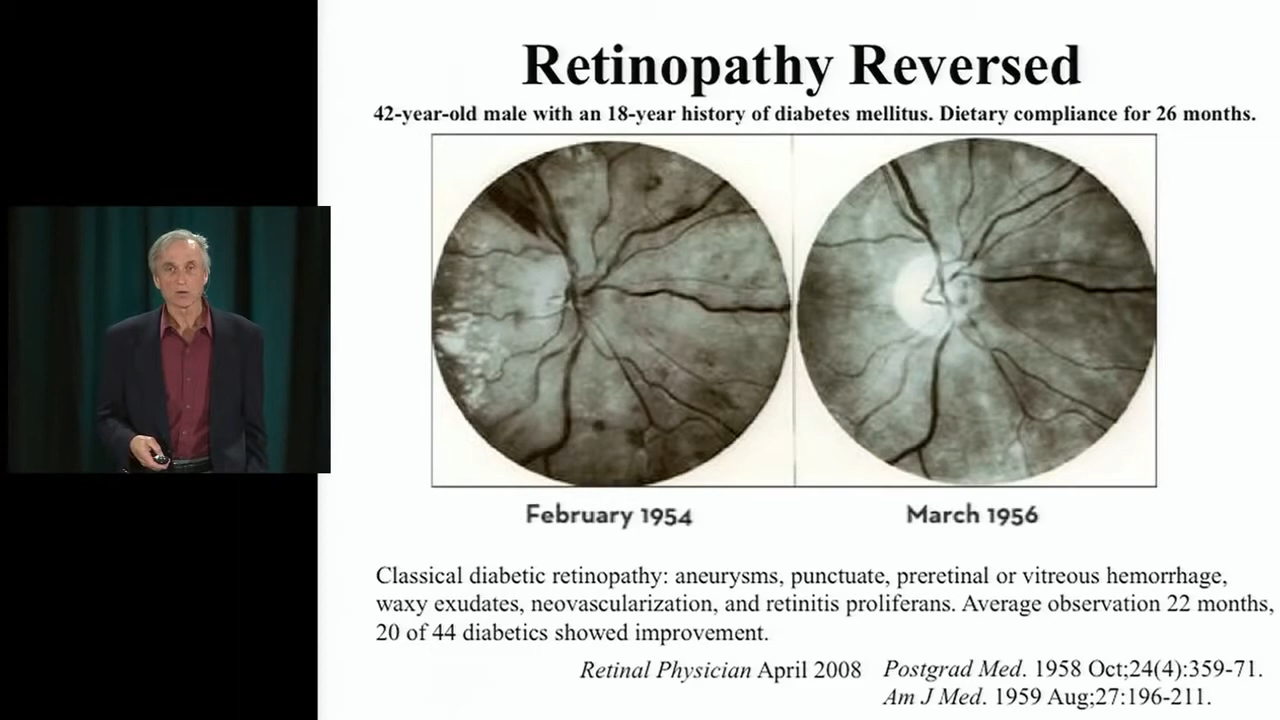 Retinopathy Reversed
42-year-old male with an 18-year history of diabetes mellitus. Dietary compliance for 26 months.
February 1954
March 1956
Classical diabetic retinopathy: aneurysms, punctuate, preretinal or vitreous hemorrhage,
waxy exudates, neovascularization, and retinitis proliferans. Average observation 22 months,
20 of 44 diabetics showed improvement.
Retinal Physician April 2008 Postgrad Med. 1958 Oct;24(4):359-71.
Am J Med. 1959 Aug;27:196-211.